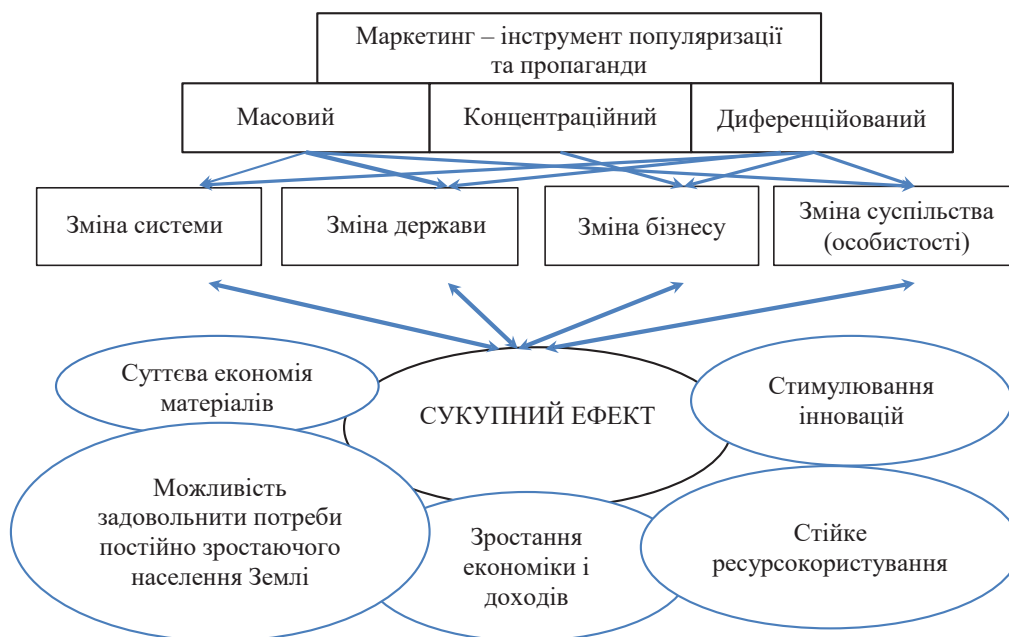 Маркетинг – інструмент популяризації
та пропаганди
Масовий
Концентраційний
Диференційований
Зміна системи
Зміна держави
Зміна бізнесу
Зміна суспільства
(особистості)
Суттєва економія
матеріалів
СУКУПНИЙ ЕФЕКТ
Стимулювання
інновацій
Можливість
задовольнити потреби
постійно зростаючого
населення Землі
Зростання
економіки і
доходів
Стійке
ресурсокористування